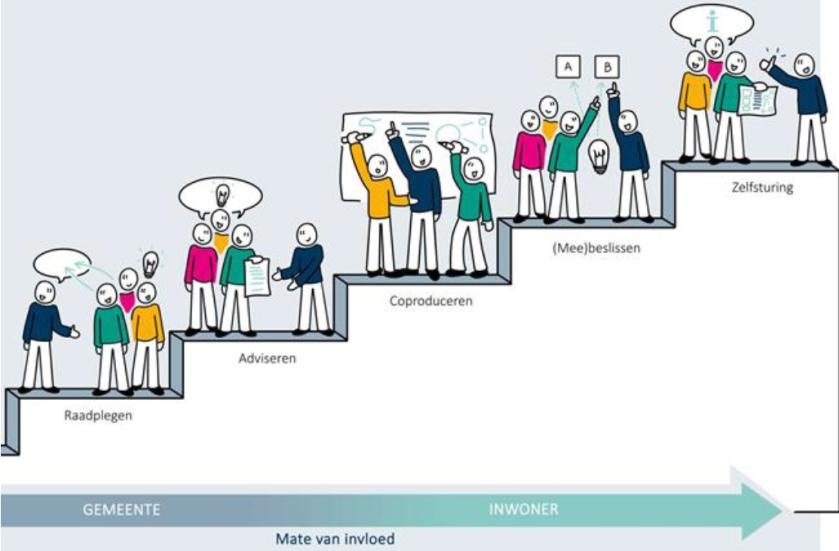 i
A B
Zelfsturing
(Mee)beslissen
Coproduceren
Adviseren
Raadplegen
GEMEENTE INWONER
Mate van invloed